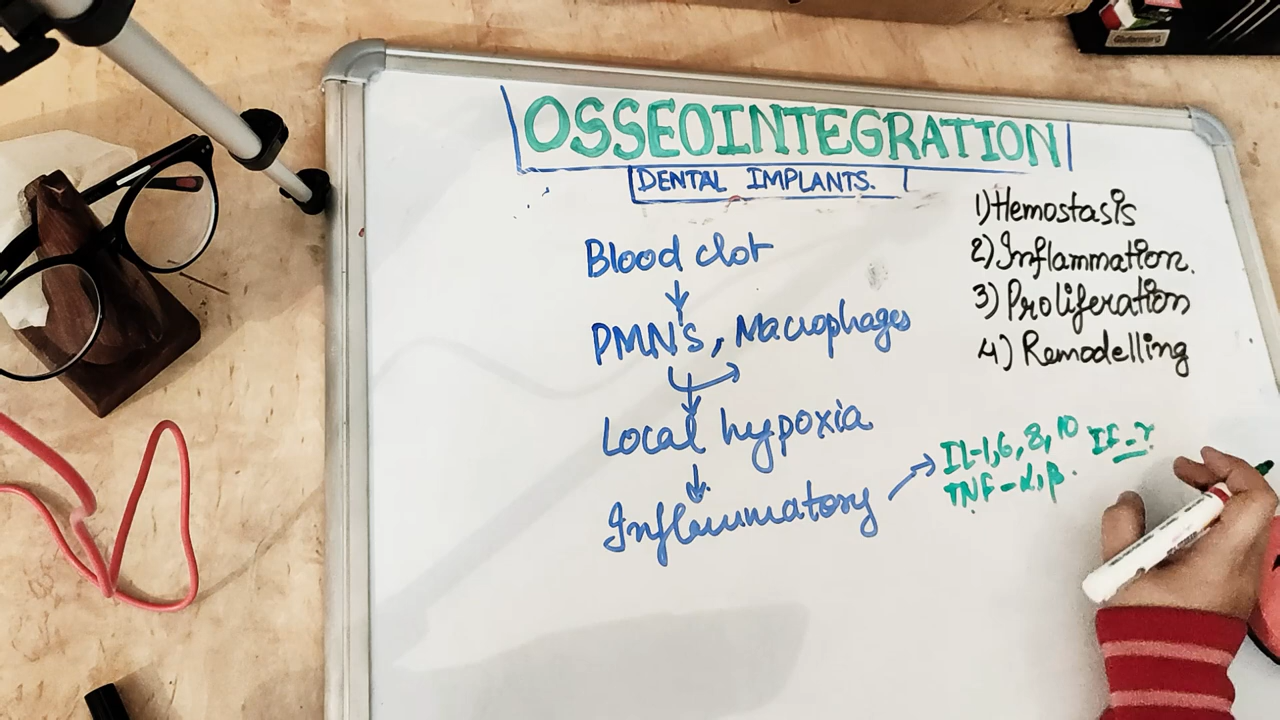 OSSEOINTEGRATION
DENTAL IMPLANTS.
Blood clot
PMN's, Macrophages
Local hypoxia
Inflammatory
IL-1,6,8,10 IF-γ
TNF-α,β.
1) Hemostasis
2) Inflammation.
3) Proliferation
4) Remodelling